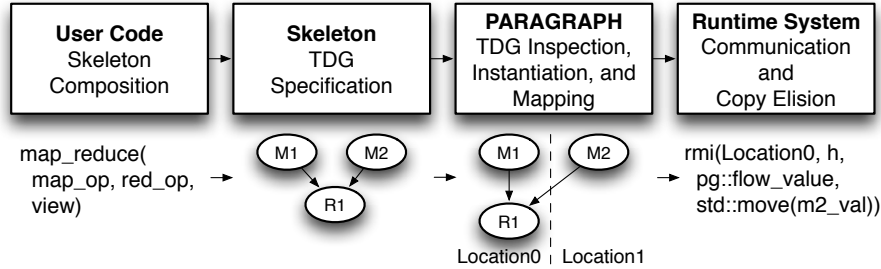 User Code
Skeleton
Composition
Skeleton
TDG
Specification
PARAGRAPH
TDG Inspection,
Instantiation, and
Mapping
Runtime System
Communication
and
Copy Elision
map_reduce(
map_op, red_op,
view)
M1
M2
R1
M1
M2
R1
Location0
Location1
rmi(Location0, h,
pg::flow_value,
std::move(m2_val))